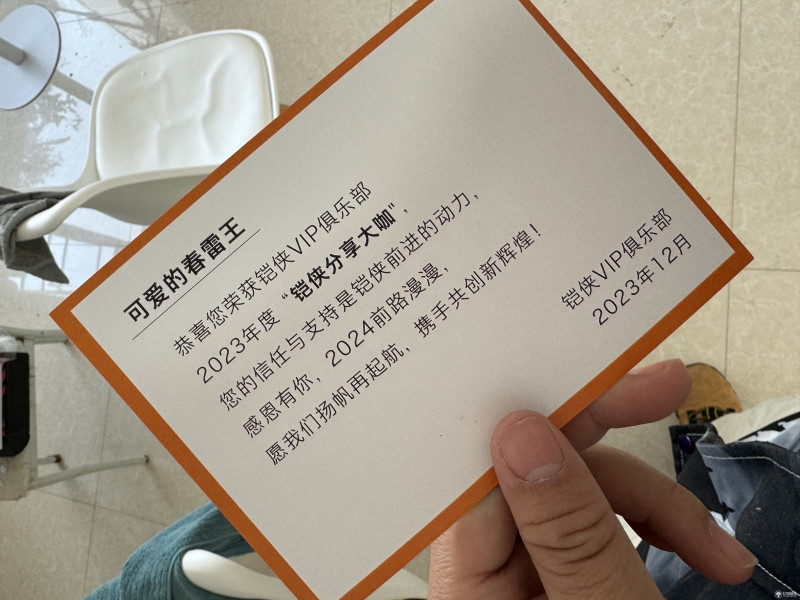 可爱的春雷王
恭喜您荣获铠侠VIP俱乐部
2023年度“铠侠分享大咖”，
您的信任与支持是铠侠前进的动力，
感恩有你，2024前路漫漫，
愿我们扬帆再起航，携手共创新辉煌！
铠侠VIP俱乐部
2023年12月